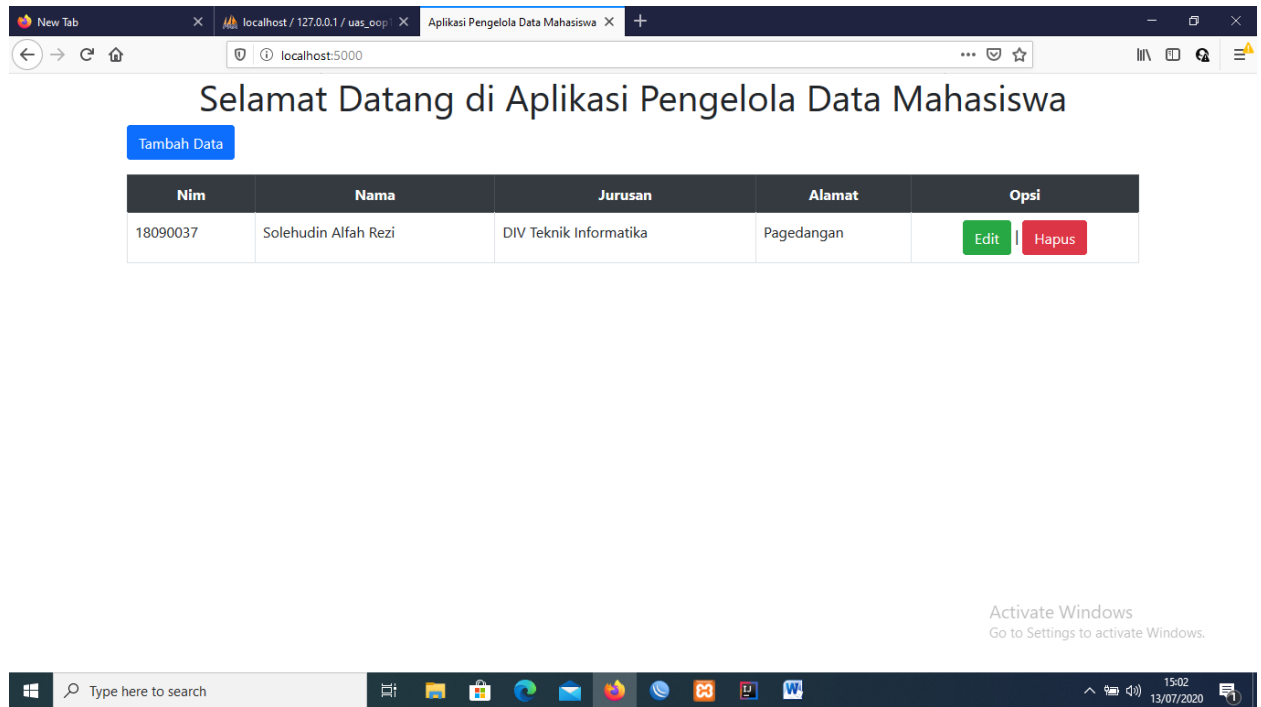 New Tab
localhost / 127.0.0.1 / uas_oop1
Aplikasi Pengelola Data Mahasiswa
localhost:5000
Selamat Datang di Aplikasi Pengelola Data Mahasiswa
Tambah Data
Nim Nama Jurusan Alamat Opsi
18090037 Solehudin Alfah Rezi DIV Teknik Informatika Pagedangan Edit | Hapus
Activate Windows
Go to Settings to activate Windows.
Type here to search
15:02
13/07/2020